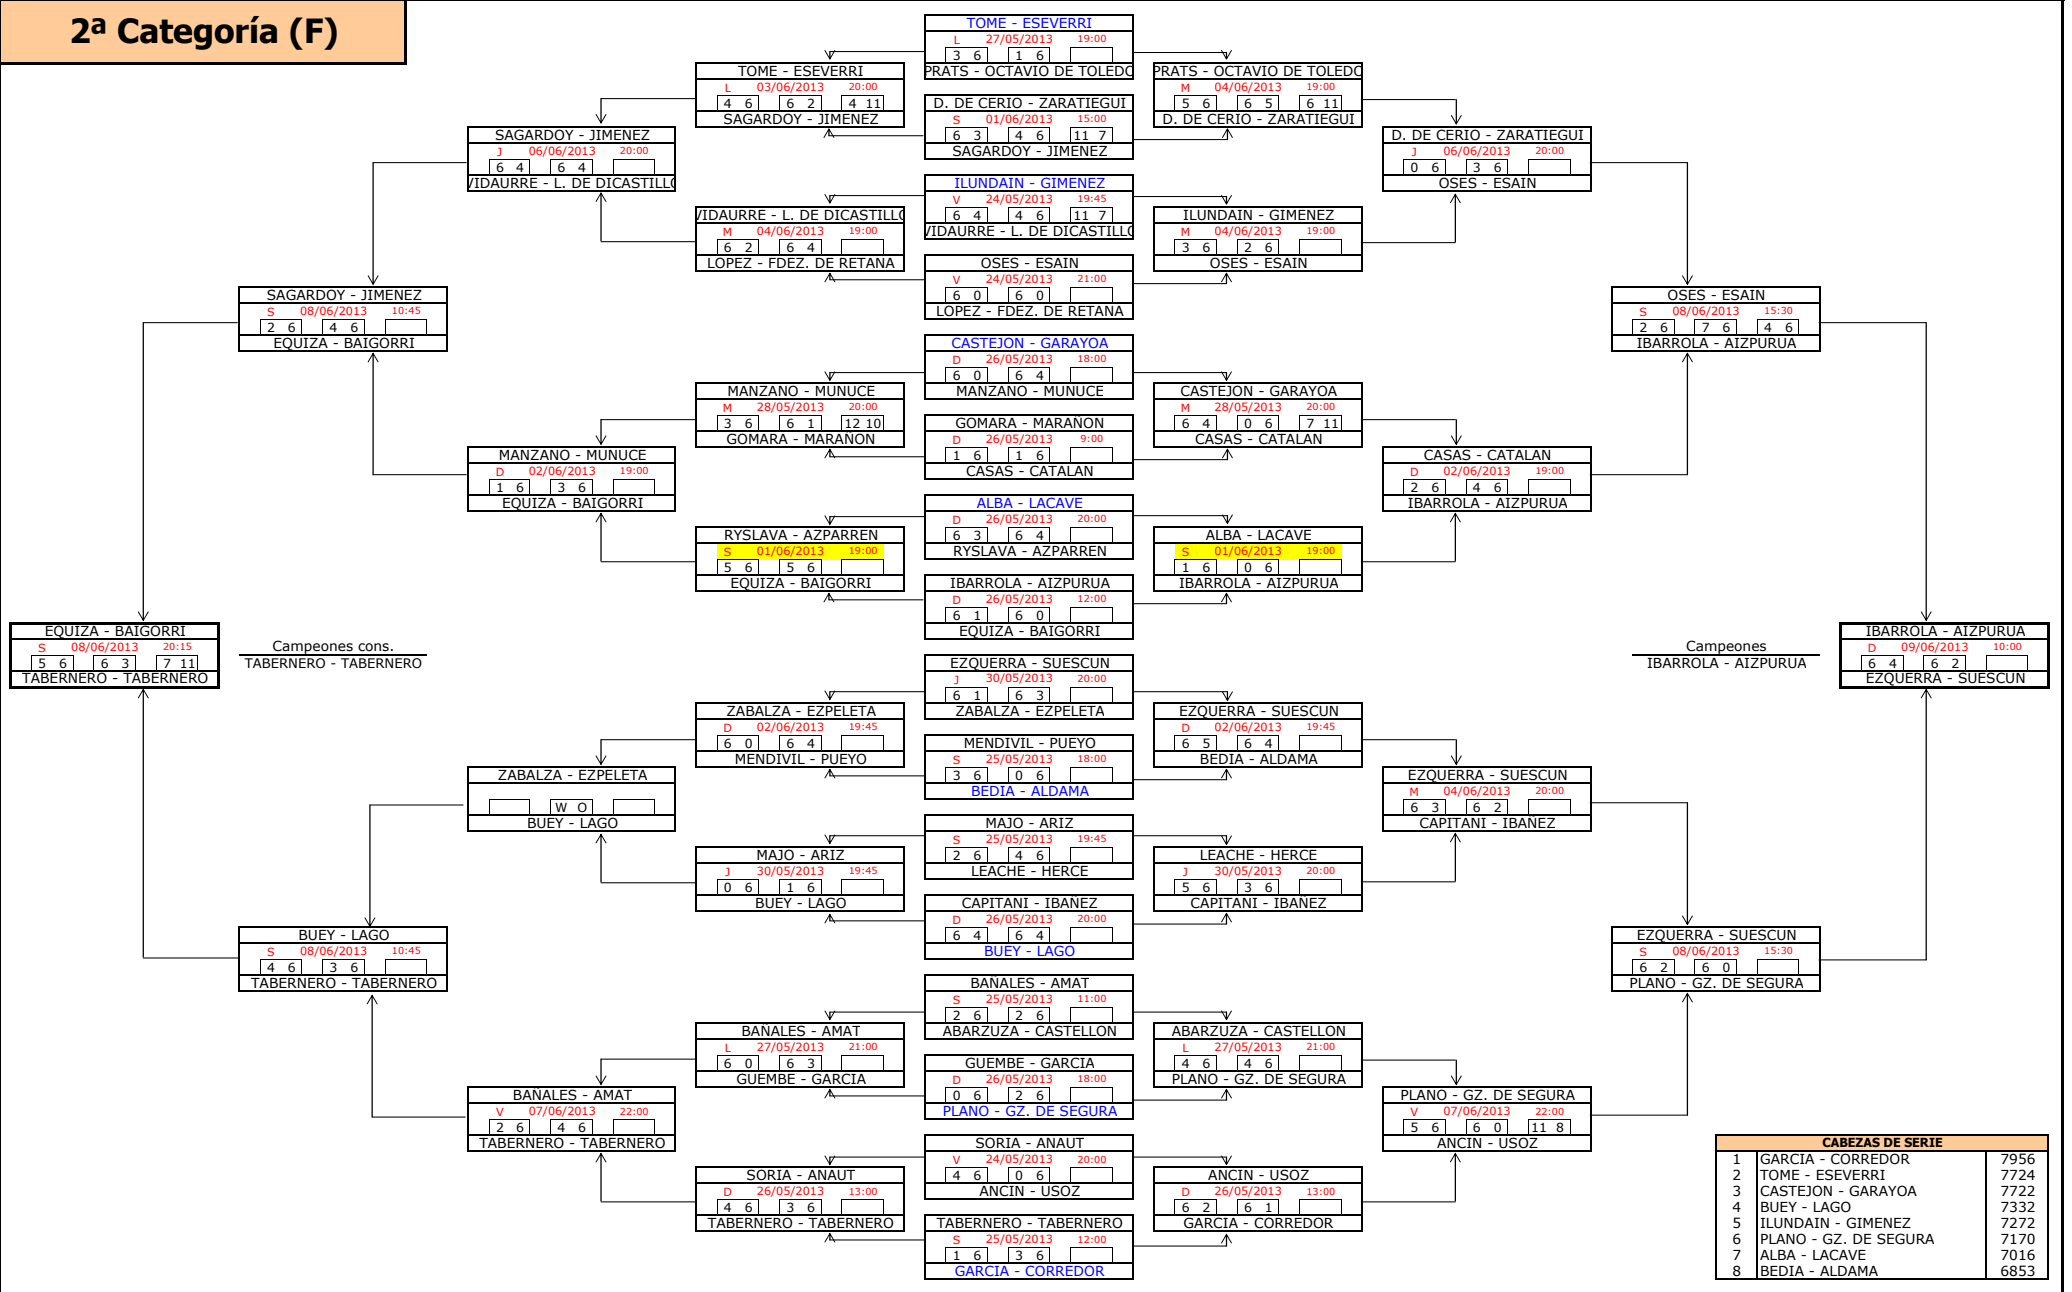 2ª Categoría (F)
TOME - ESEVERRI
L 27/05/2013 19:00
3 6 1 6
PRATS - OCTAVIO DE TOLEDO
D. DE CERIO - ZARATIEGUI
S 01/06/2013 15:00
6 3 4 6 11 7
SAGARDOY - JIMENEZ
ILUNDAIN - GIMENEZ
V 24/05/2013 19:45
6 4 4 6 11 7
VIDAURRE - L. DE DICASTILLO
OSES - ESAIN
V 24/05/2013 21:00
6 0 6 0
LOPEZ - FDEZ. DE RETANA
CASTEJON - GARAYOA
D 26/05/2013 18:00
6 0 6 4
MANZANO - MUNUCE
GOMARA - MARAÑON
D 26/05/2013 9:00
1 6 1 6
CASAS - CATALAN
ALBA - LACAVE
D 26/05/2013 20:00
6 3 6 4
RYSLAVA - AZPARREN
IBARROLA - AIZPURUA
D 26/05/2013 12:00
6 1 6 0
EQUIZA - BAIGORRI
EZQUERRA - SUESCUN
J 30/05/2013 20:00
6 1 6 3
ZABALZA - EZPELETA
MENDIVIL - PUEYO
S 25/05/2013 18:00
3 6 0 6
BEDIA - ALDAMA
MAJO - ARIZ
S 25/05/2013 19:45
2 6 4 6
LEACHE - HERCE
CAPITANI - IBAÑEZ
D 26/05/2013 20:00
6 4 6 4
BUEY - LAGO
BAÑALES - AMAT
S 25/05/2013 11:00
2 6 2 6
ABARZUZA - CASTELLON
GUEMBE - GARCIA
D 26/05/2013 18:00
0 6 2 6
PLANO - GZ. DE SEGURA
SORIA - ANAUT
V 24/05/2013 20:00
4 6 0 6
ANCIN - USOZ
TABERNERO - TABERNERO
S 25/05/2013 12:00
1 6 3 6
GARCIA - CORREDOR
TOME - ESEVERRI
L 03/06/2013 20:00
4 6 6 2 4 11
SAGARDOY - JIMENEZ
VIDAURRE - L. DE DICASTILLO
M 04/06/2013 19:00
6 2 6 4
LOPEZ - FDEZ. DE RETANA
MANZANO - MUNUCE
M 28/05/2013 20:00
3 6 6 1 12 10
GOMARA - MARAÑON
RYSLAVA - AZPARREN
S 01/06/2013 19:00
5 6 5 6
EQUIZA - BAIGORRI
ZABALZA - EZPELETA
D 02/06/2013 19:45
6 0 6 4
MENDIVIL - PUEYO
MAJO - ARIZ
J 30/05/2013 19:45
0 6 1 6
BUEY - LAGO
BAÑALES - AMAT
L 27/05/2013 21:00
6 0 6 3
GUEMBE - GARCIA
SORIA - ANAUT
D 26/05/2013 13:00
4 6 3 6
TABERNERO - TABERNERO
SAGARDOY - JIMENEZ
J 06/06/2013 20:00
6 4 6 4
VIDAURRE - L. DE DICASTILLO
MANZANO - MUNUCE
D 02/06/2013 19:00
1 6 3 6
EQUIZA - BAIGORRI
ZABALZA - EZPELETA
W O
BUEY - LAGO
BAÑALES - AMAT
V 07/06/2013 22:00
2 6 4 6
TABERNERO - TABERNERO
SAGARDOY - JIMENEZ
S 08/06/2013 10:45
2 6 4 6
EQUIZA - BAIGORRI
BUEY - LAGO
S 08/06/2013 10:45
4 6 3 6
TABERNERO - TABERNERO
EQUIZA - BAIGORRI
S 08/06/2013 20:15
5 6 6 3 7 11
TABERNERO - TABERNERO
Campeones cons.
TABERNERO - TABERNERO
PRATS - OCTAVIO DE TOLEDO
M 04/06/2013 19:00
5 6 6 5 6 11
D. DE CERIO - ZARATIEGUI
ILUNDAIN - GIMENEZ
M 04/06/2013 19:00
3 6 2 6
OSES - ESAIN
CASTEJON - GARAYOA
M 28/05/2013 20:00
6 4 0 6 7 11
CASAS - CATALAN
ALBA - LACAVE
S 01/06/2013 19:00
1 6 0 6
IBARROLA - AIZPURUA
EZQUERRA - SUESCUN
D 02/06/2013 19:45
6 5 6 4
BEDIA - ALDAMA
LEACHE - HERCE
J 30/05/2013 20:00
5 6 3 6
CAPITANI - IBAÑEZ
ABARZUZA - CASTELLON
L 27/05/2013 21:00
4 6 4 6
PLANO - GZ. DE SEGURA
ANCIN - USOZ
D 26/05/2013 13:00
6 2 6 1
GARCIA - CORREDOR
D. DE CERIO - ZARATIEGUI
J 06/06/2013 20:00
0 6 3 6
OSES - ESAIN
CASAS - CATALAN
D 02/06/2013 19:00
2 6 4 6
IBARROLA - AIZPURUA
EZQUERRA - SUESCUN
M 04/06/2013 20:00
6 3 6 2
CAPITANI - IBAÑEZ
PLANO - GZ. DE SEGURA
V 07/06/2013 22:00
5 6 6 0 11 8
ANCIN - USOZ
OSES - ESAIN
S 08/06/2013 15:30
2 6 7 6 4 6
IBARROLA - AIZPURUA
EZQUERRA - SUESCUN
S 08/06/2013 15:30
6 2 6 0
PLANO - GZ. DE SEGURA
Campeones
IBARROLA - AIZPURUA
IBARROLA - AIZPURUA
D 09/06/2013 10:00
6 4 6 2
EZQUERRA - SUESCUN
CABEZAS DE SERIE
1 GARCIA - CORREDOR 7956
2 TOME - ESEVERRI 7724
3 CASTEJON - GARAYOA 7722
4 BUEY - LAGO 7332
5 ILUNDAIN - GIMENEZ 7272
6 PLANO - GZ. DE SEGURA 7170
7 ALBA - LACAVE 7016
8 BEDIA - ALDAMA 6853